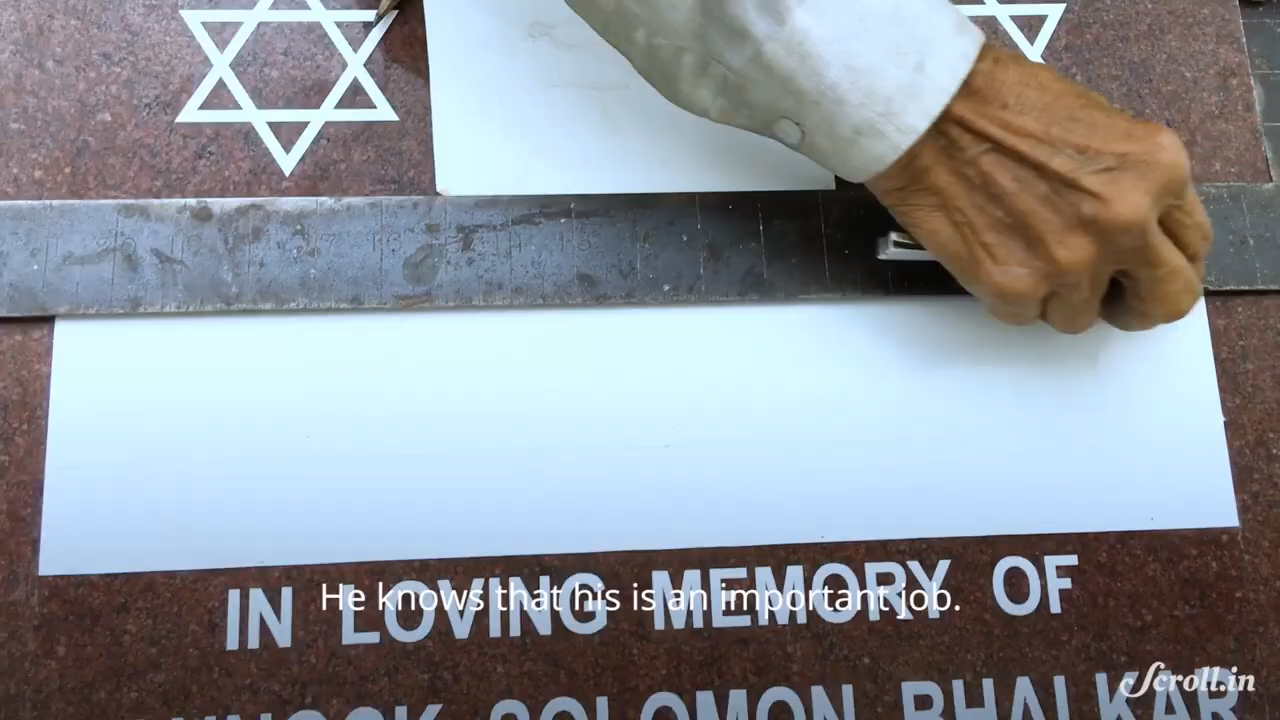 IN LOVING MEMORY OF
He knows that his is an important job.
SOLOMON BHALKAR
Scroll.in